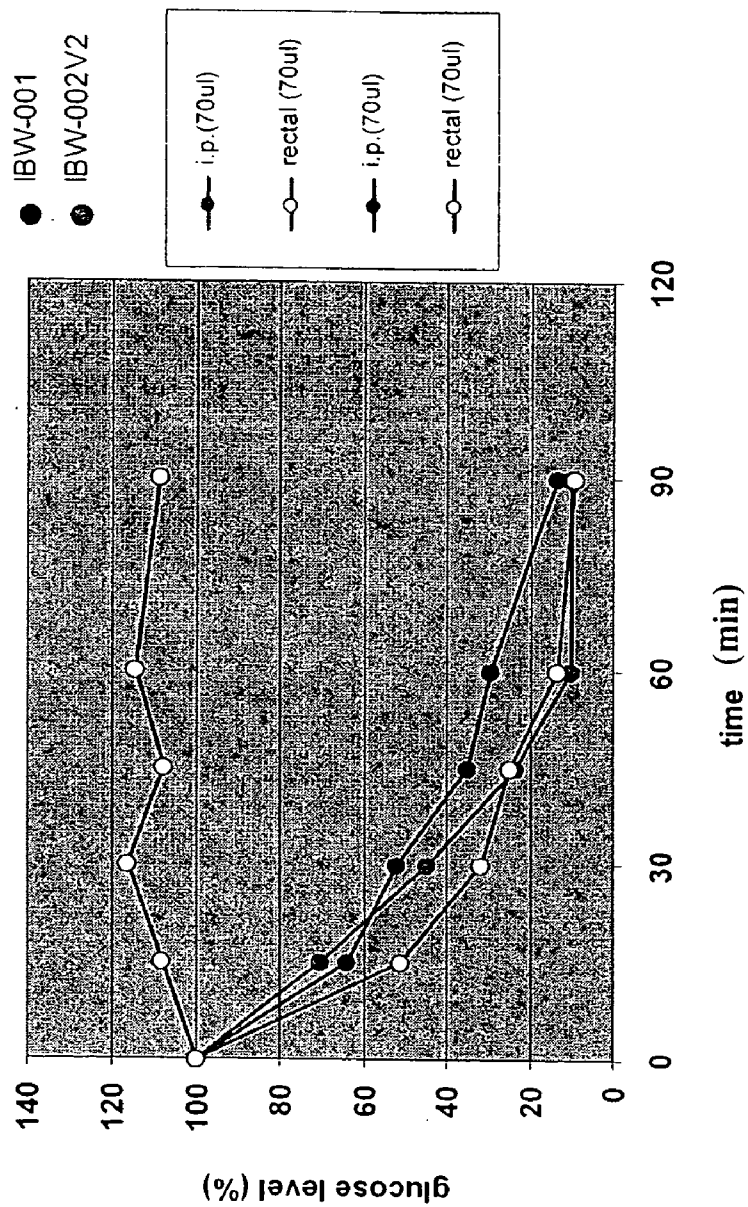 IBW-001
IBW-002V2
i.p.(70ul)
rectal (70ul)
i.p.(70ul)
rectal (70ul)
glucose level (%)
140
120
100
80
60
40
20
0
0
30
60
90
120
time (min)